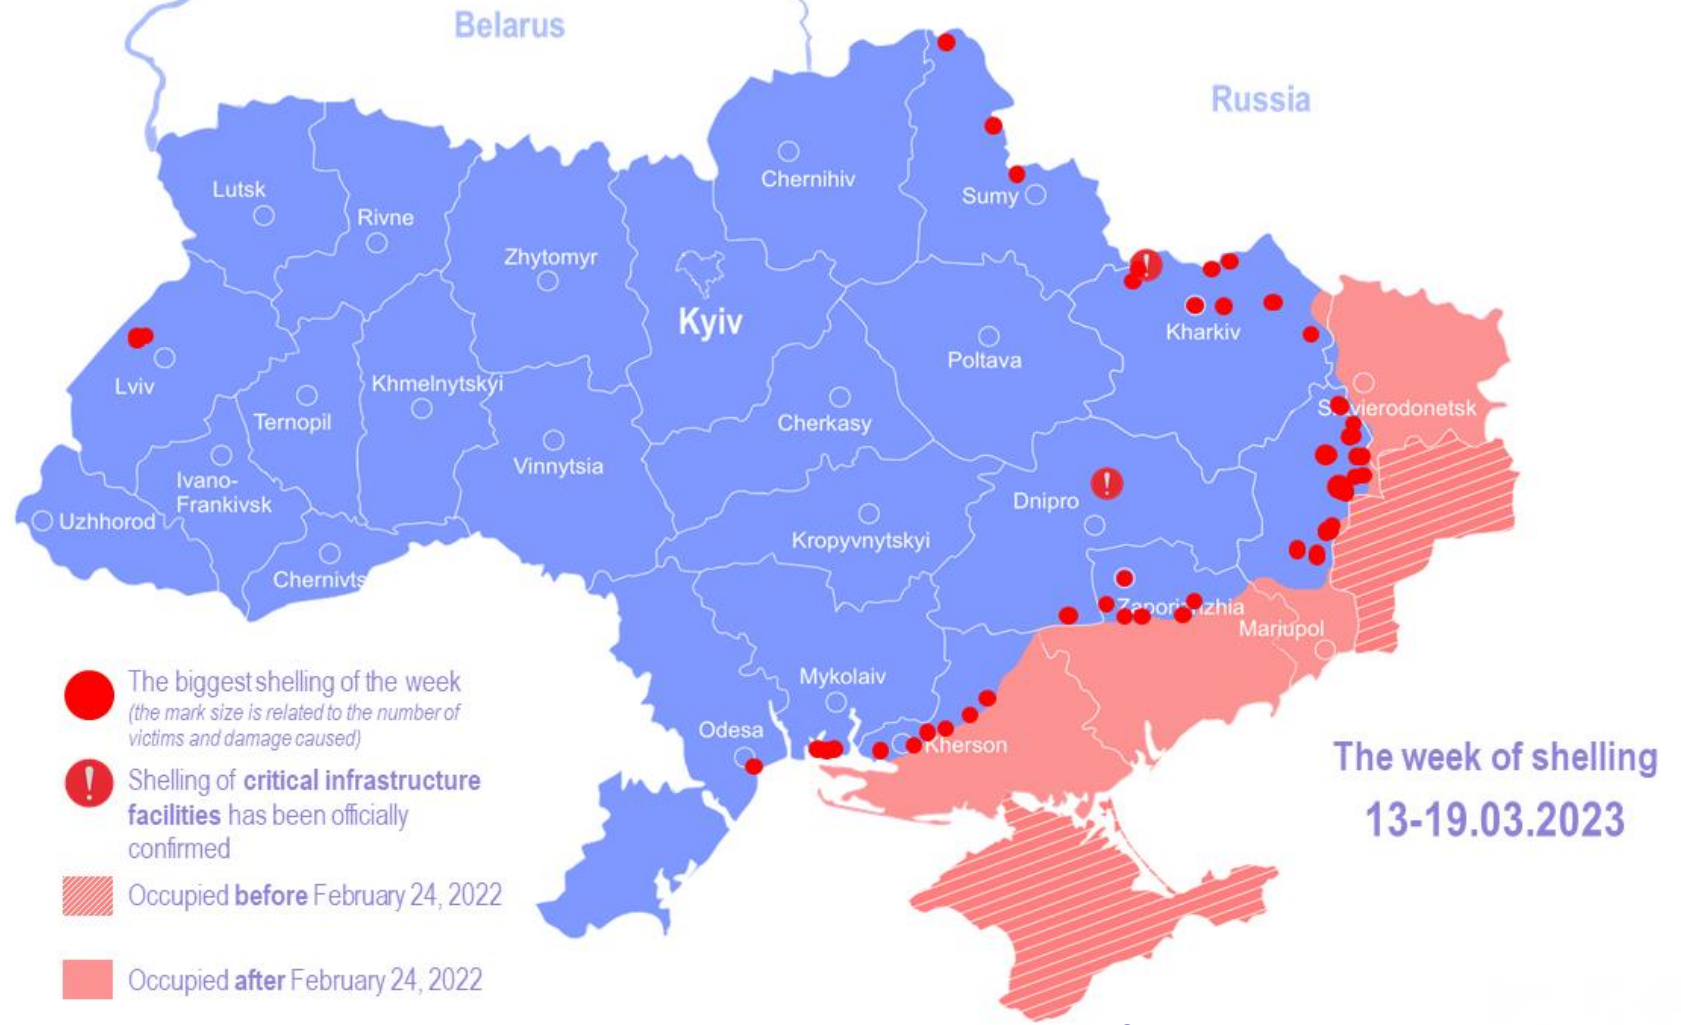 Belarus
Russia
Chernihiv
Sumy
Lutsk
Rivne
Zhytomyr
Kyiv
Kharkiv
Poltava
Lviv
Khmelnytskyi
Ternopil
Cherkasy
Vinnytsia
Ivano-
Frankivsk
Uzhhorod
Dnipro
Kropyvnytskyi
Chernivts
Mariupol
Mykolaiv
Odesa
Kherson
The biggest shelling of the week
(the mark size is related to the number of
victims and damage caused)
Shelling of critical infrastructure
facilities has been officially
confirmed
Occupied before February 24, 2022
Occupied after February 24, 2022
The week of shelling
13-19.03.2023